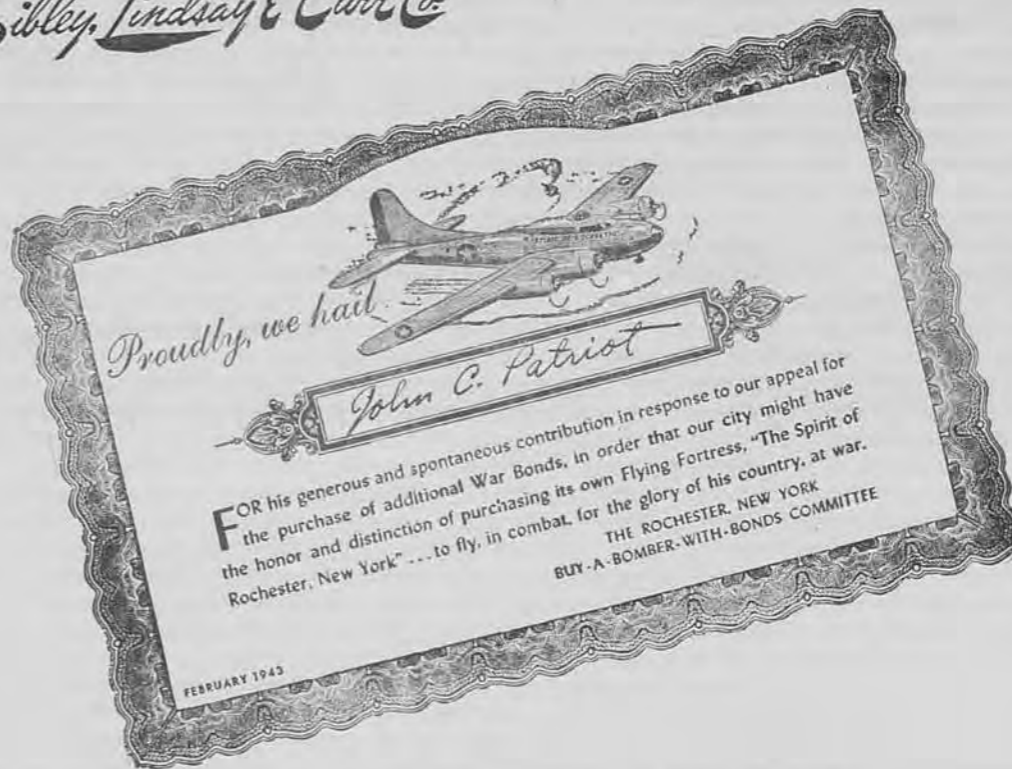 Sibley, Lindsay & Curr Co.
Proudly, we hail
John C. Patriot
FOR his generous and spontaneous contribution in response to our appeal for
the purchase of additional War Bonds, in order that our city might have
the honor and distinction of purchasing its own Flying Fortress, "The Spirit of
Rochester, New York" ... to fly, in combat, for the glory of his country, at war.
THE ROCHESTER, NEW YORK
BUY-A-BOMBER-WITH-BONDS COMMITTEE
FEBRUARY 1943